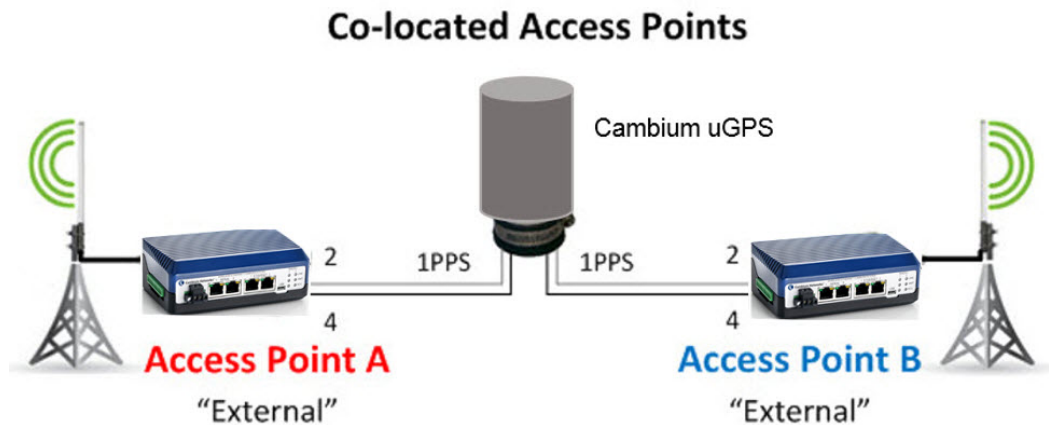 Co-located Access Points
Cambium uGPS
2
1PPS
1PPS
2
4
4
Access Point A
Access Point B
“External”
“External”